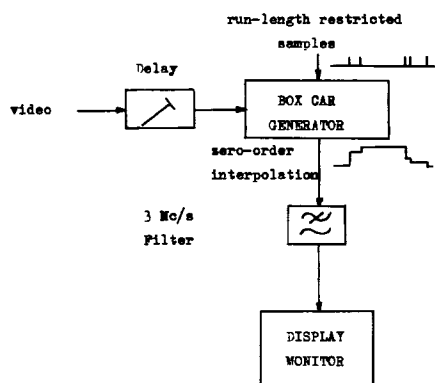 run-length restricted
samples
Delay
video
BOX CAR
GENERATOR
zero-order
interpolation
3 Mc/s
Filter
DISPLAY
MONITOR